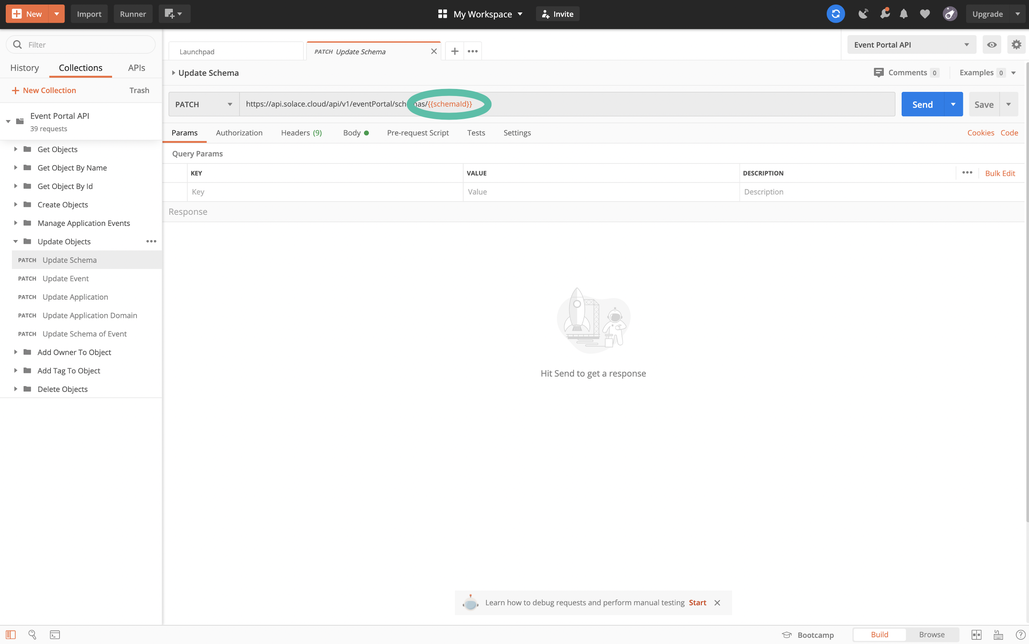 New Import Runner My Workspace Invite Upgrade
Filter
History Collections APIs
New Collection Trash
Event Portal API
39 requests
Get Objects
Get Object By Name
Get Object By Id
Create Objects
Manage Application Events
Update Objects
PATCH Update Schema
PATCH Update Event
PATCH Update Application
PATCH Update Application Domain
PATCH Update Schema of Event
Add Owner To Object
Add Tag To Object
Delete Objects
Launchpad PATCH Update Schema Event Portal API
Update Schema Comments 0 Examples 0
PATCH https://api.solace.cloud/api/v1/eventPortal/schemas/{{schemaId}} Send Save
Params Authorization Headers (9) Body Pre-request Script Tests Settings Cookies Code
Query Params
KEY VALUE DESCRIPTION Bulk Edit
Key Value Description
Response
Hit Send to get a response
Learn how to debug requests and perform manual testing Start
Bootcamp Build Browse